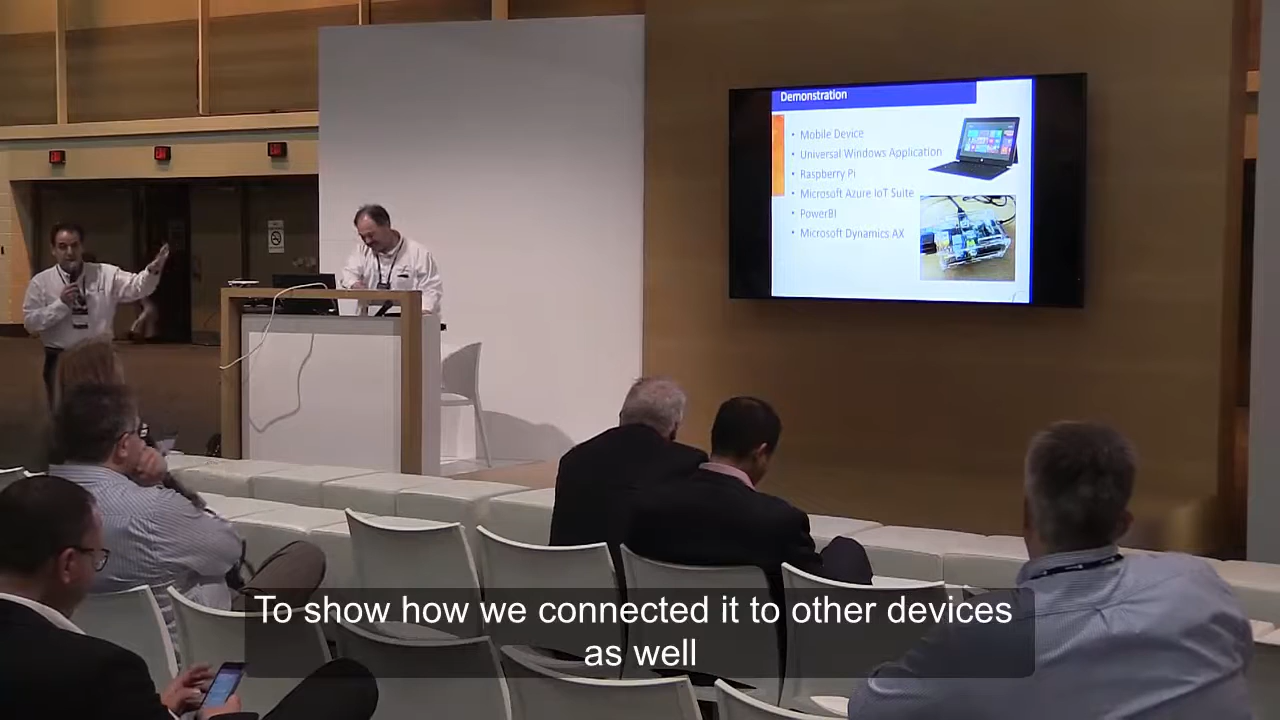 Demonstration
• Mobile Device
• Universal Windows Application
• Raspberry Pi
• Microsoft Azure IoT Suite
• PowerBI
• Microsoft Dynamics AX
To show how we connected it to other devices
as well